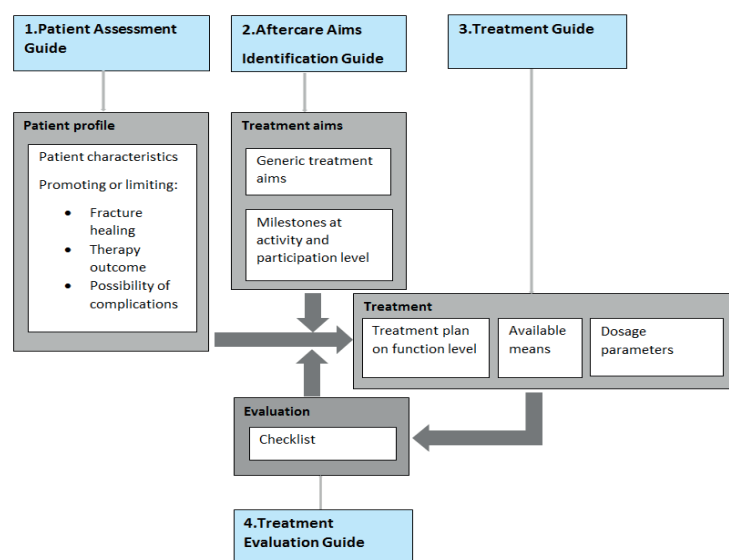 1.Patient Assessment
Guide
2.Aftercare Aims
Identification Guide
3.Treatment Guide
Patient profile
Patient characteristics
Promoting or limiting:
• Fracture
healing
• Therapy
outcome
• Possibility of
complications
Treatment aims
Generic treatment
aims
Milestones at
activity and
participation level
Treatment
Treatment plan
on function level
Available
means
Dosage
parameters
Evaluation
Checklist
4.Treatment
Evaluation Guide